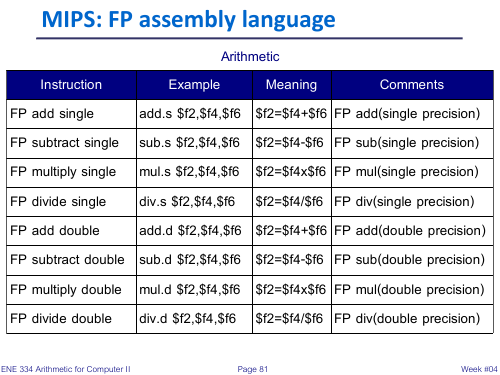 MIPS: FP assembly language
Arithmetic
Instruction Example Meaning Comments
FP add single add.s $f2,$f4,$f6 $f2=$f4+$f6 FP add(single precision)
FP subtract single sub.s $f2,$f4,$f6 $f2=$f4-$f6 FP sub(single precision)
FP multiply single mul.s $f2,$f4,$f6 $f2=$f4x$f6 FP mul(single precision)
FP divide single div.s $f2,$f4,$f6 $f2=$f4/$f6 FP div(single precision)
FP add double add.d $f2,$f4,$f6 $f2=$f4+$f6 FP add(double precision)
FP subtract double sub.d $f2,$f4,$f6 $f2=$f4-$f6 FP sub(double precision)
FP multiply double mul.d $f2,$f4,$f6 $f2=$f4x$f6 FP mul(double precision)
FP divide double div.d $f2,$f4,$f6 $f2=$f4/$f6 FP div(double precision)
ENE 334 Arithmetic for Computer II Page 81 Week #04